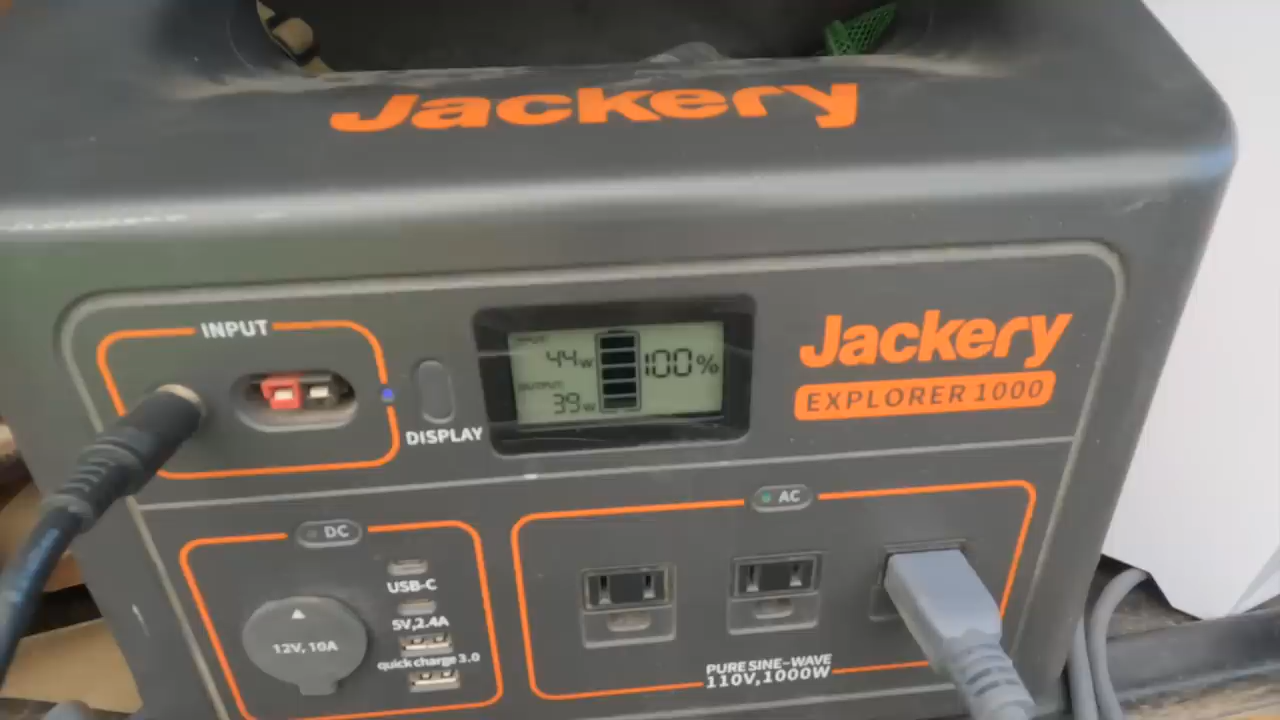 Jackery
INPUT
DISPLAY
INPUT
44W
100%
OUTPUT
39W
Jackery
EXPLORER 1000
DC
USB-C
5V,2.4A
quick charge 3.0
12V, 10A
AC
PURE SINE-WAVE
110V,1000W